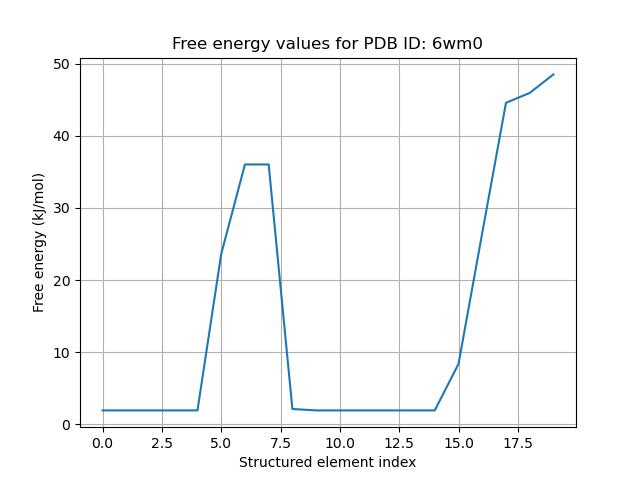 Free energy values for PDB ID: 6wm0
50
40
30
20
10
0
Free energy (kJ/mol)
0.0 2.5 5.0 7.5 10.0 12.5 15.0 17.5
Structured element index